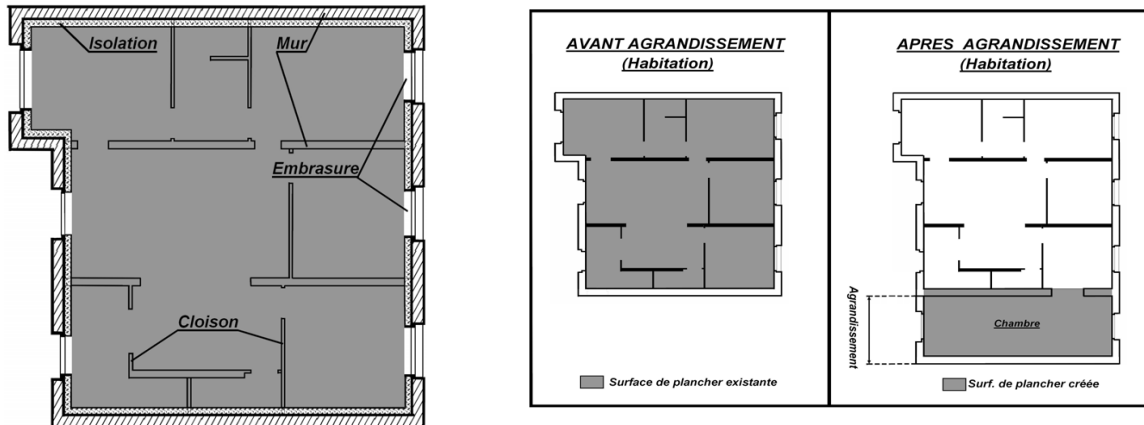 Isolation
Mur
Embrasure
Cloison
AVANT AGRANDISSEMENT
(Habitation)
Surface de plancher existante
APRES AGRANDISSEMENT
(Habitation)
Agrandissement
Chambre
Surf. de plancher créée